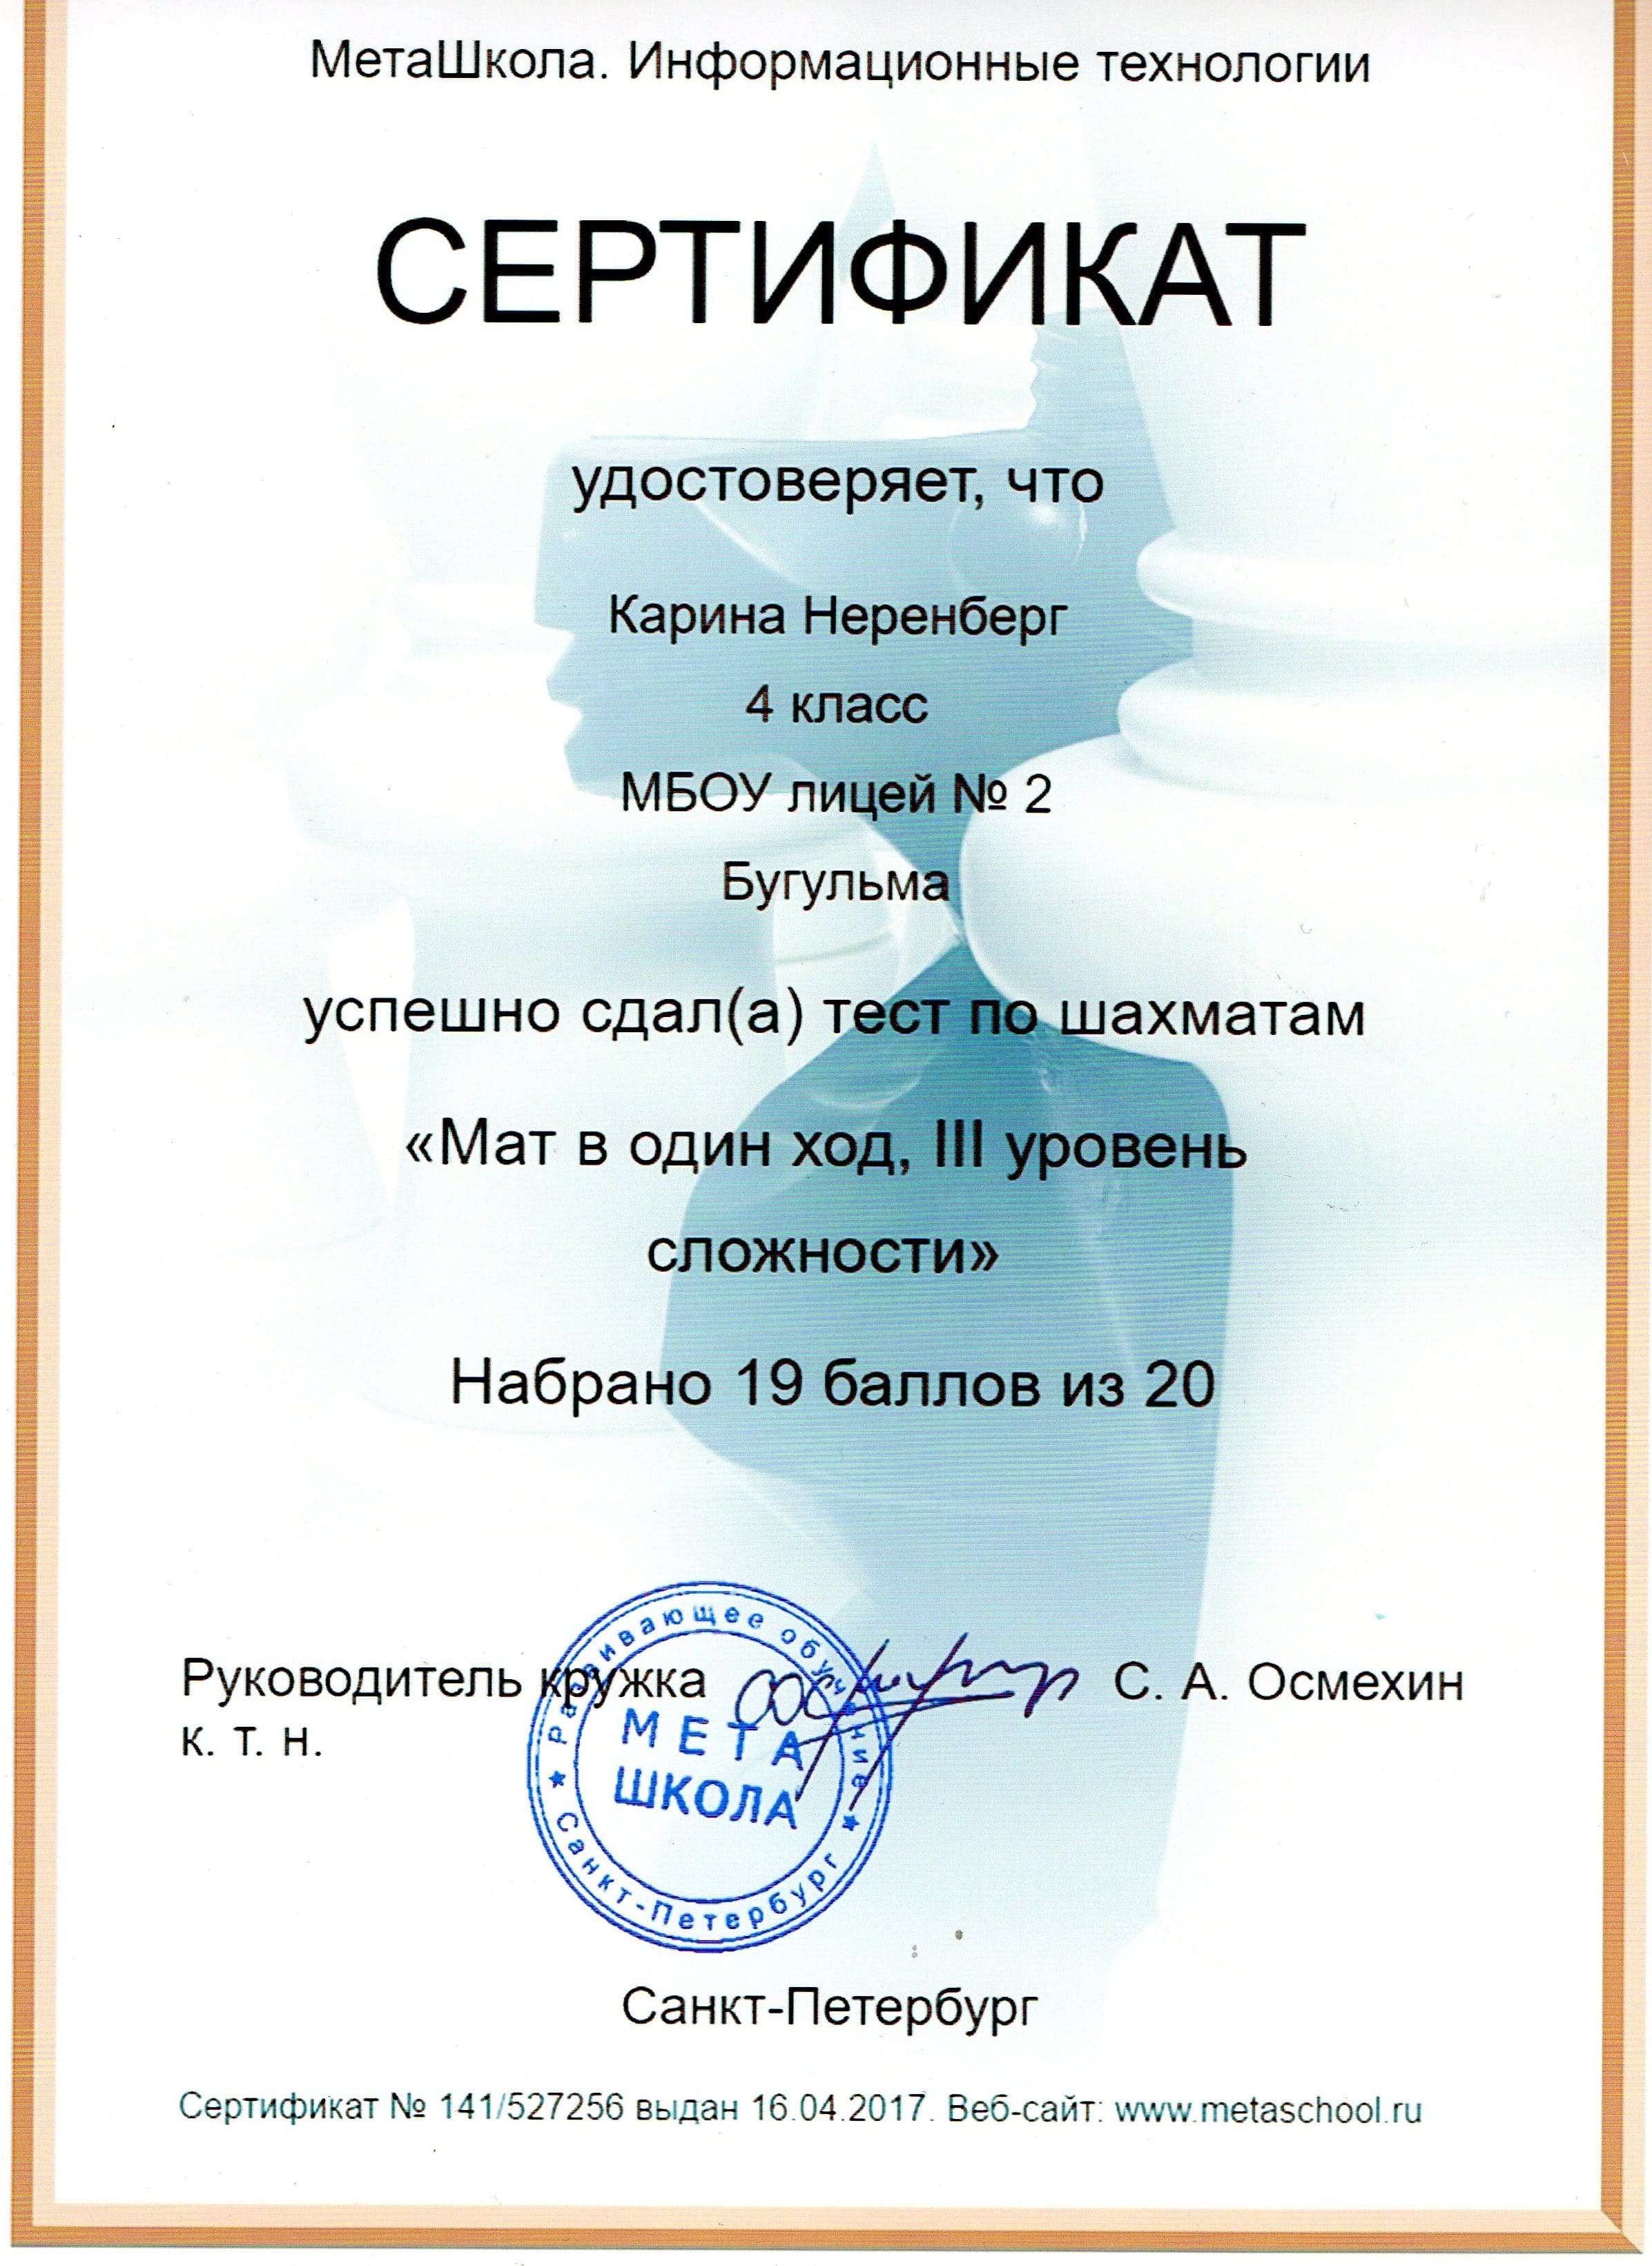 МетаШкола. Информационные технологии
СЕРТИФИКАТ
удостоверяет, что
Карина Неренберг
4 класс
МБОУ лицей № 2
Бугульма
успешно сдал(а) тест по шахматам
«Мат в один ход, III уровень
сложности»
Набрано 19 баллов из 20
Руководитель кружка
С. А. Осмехин
к. т. н.
Развивающее обучение
МЕТА
ШКОЛА
Санкт-Петербург
Санкт-Петербург
Сертификат № 141/527256 выдан 16.04.2017. Веб-сайт: www.metaschool.ru